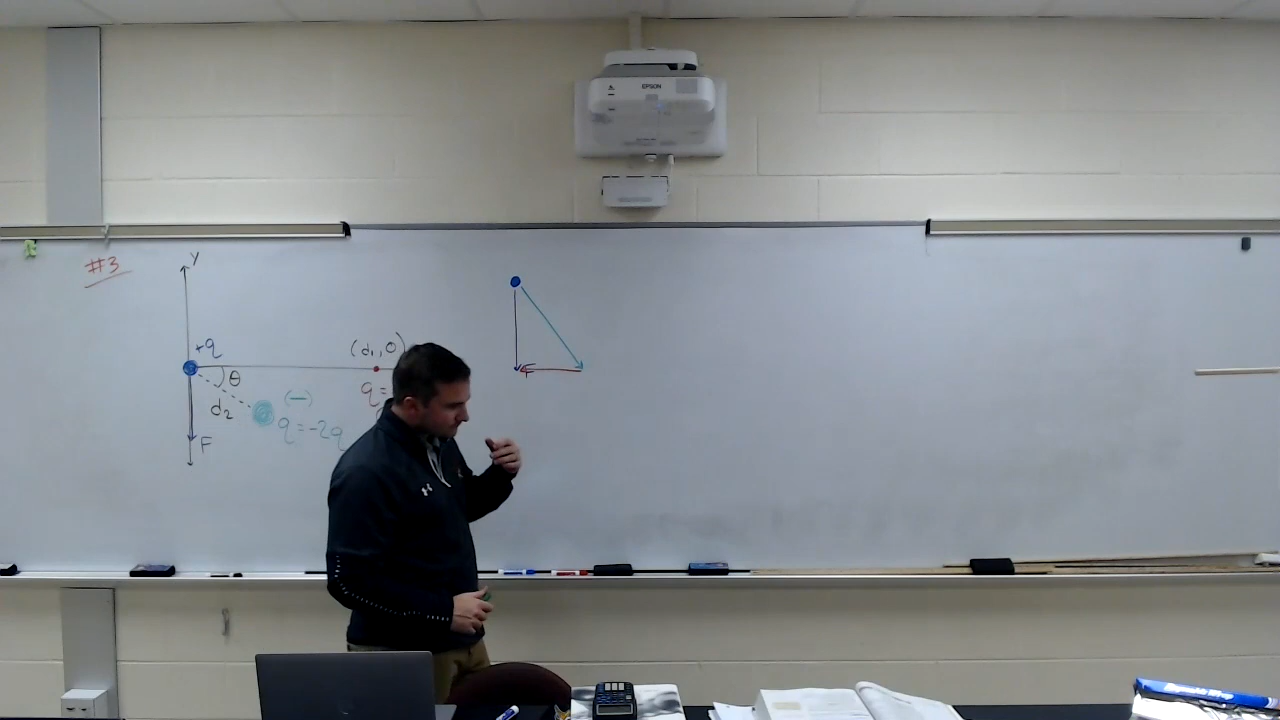 EPSON
#3
y
+q
(d₁,0)
θ
q=
d₂
(−)
q=-2q
F
F